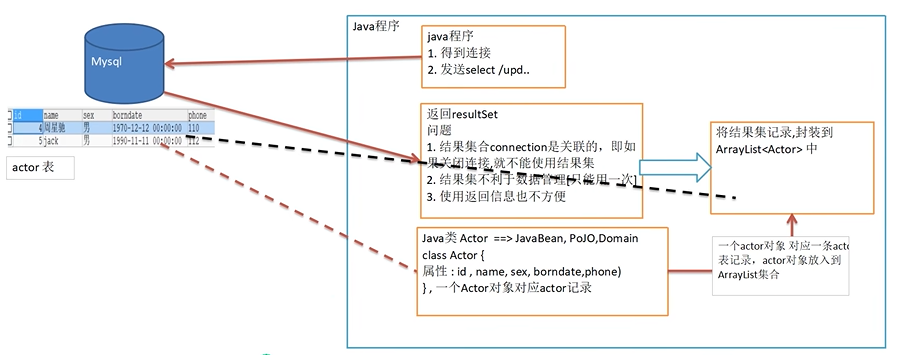 Java程序
java程序
1. 得到连接
2. 发送select /upd..
Mysql
id name sex borndate phone
4 周星驰 男 1970-12-12 00:00:00 110
5 jack 男 1990-11-11 00:00:00 112
actor 表
返回resultSet
问题
1. 结果集合connection是关联的，即如
果关闭连接,就不能使用结果集
2. 结果集不利于数据管理[只能用一次]
3. 使用返回信息也不方便
将结果集记录,封装到
ArrayList<Actor> 中
Java类 Actor ==> JavaBean, PoJO,Domain
class Actor {
属性 : id , name, sex, borndate,phone)
} , 一个Actor对象对应actor记录
一个actor对象 对应一条actc
表记录，actor对象放入到
ArrayList集合